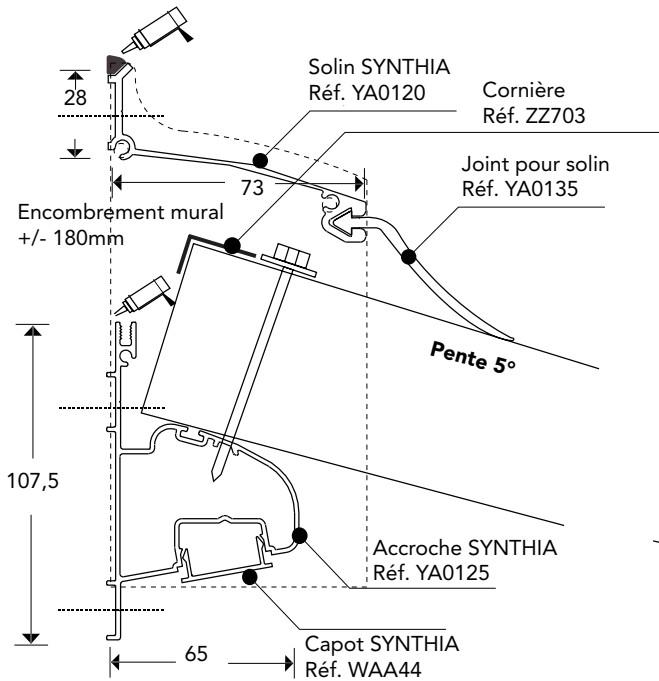 Solin SYNTHIA
Réf. YA0120
Cornière
Réf. ZZ703
28
Joint pour solin
Réf. YA0135
73
Encombrement mural
+/- 180mm
Pente 5°
107,5
Accroche SYNTHIA
Réf. YA0125
65
Capot SYNTHIA
Réf. WAA44